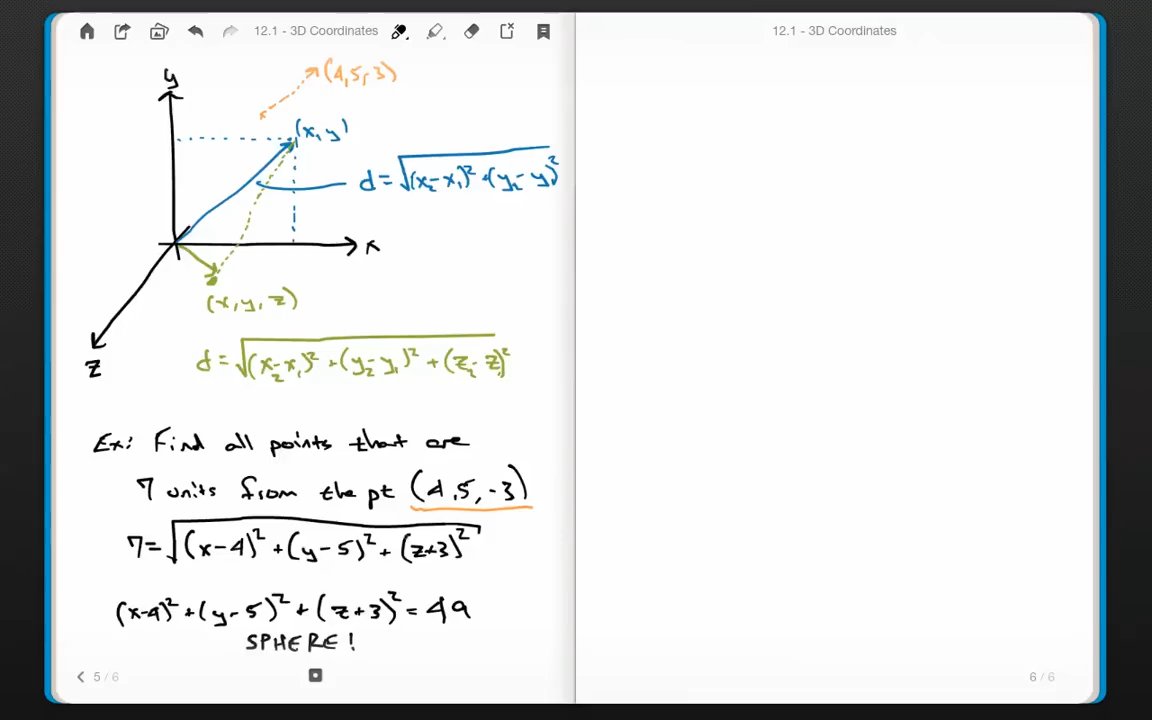 12.1 - 3D Coordinates
12.1 - 3D Coordinates
y
(4,5,3)
(x,y)
d=√(x₂-x₁)²+(y₂-y₁)²
x
(x,y,z)
z
d=√(x₂-x₁)²+(y₂-y₁)²+(z₂-z₁)²
Ex: Find all points that are
7 units from the pt (4,5,-3)
7=√(x-4)²+(y-5)²+(z+3)²
(x-4)²+(y-5)²+(z+3)²=49
SPHERE!
5 / 6
6 / 6